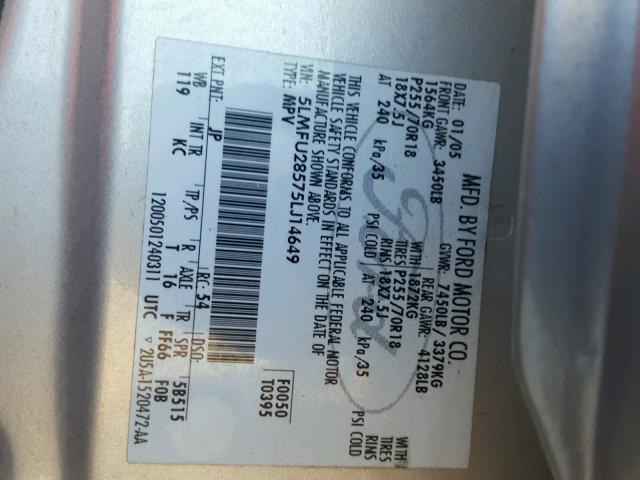 MFD. BY FORD MOTOR CO.
DATE: 01/05 GVWR: 7450LB/ 3379KG
FRONT GAWR: 3450LB REAR GAWR: 4128LB
1564KG WITH 1872KG WITH
P255/70R18 TIRES P255/70R18 TIRES
18X7.5J RIMS 18X7.5J RIMS
AT 240 kPa/35 PSI COLD AT 240 kPa/35 PSI COLD
THIS VEHICLE CONFORMS TO ALL APPLICABLE FEDERAL MOTOR
VEHICLE SAFETY STANDARDS IN EFFECT ON THE DATE OF
MANUFACTURE SHOWN ABOVE.
VIN: 5LMFU28575LJ14649
TYPE: MPV
F0050
T0395
EXT PNT: JP RC: 54 DSO:
WB INT TR TP/PS R AXLE TR SPR
119 KC T 16 F FF66 5B515
F0B
1200501240311 UTC ▽ 2U5A-1520472-AA